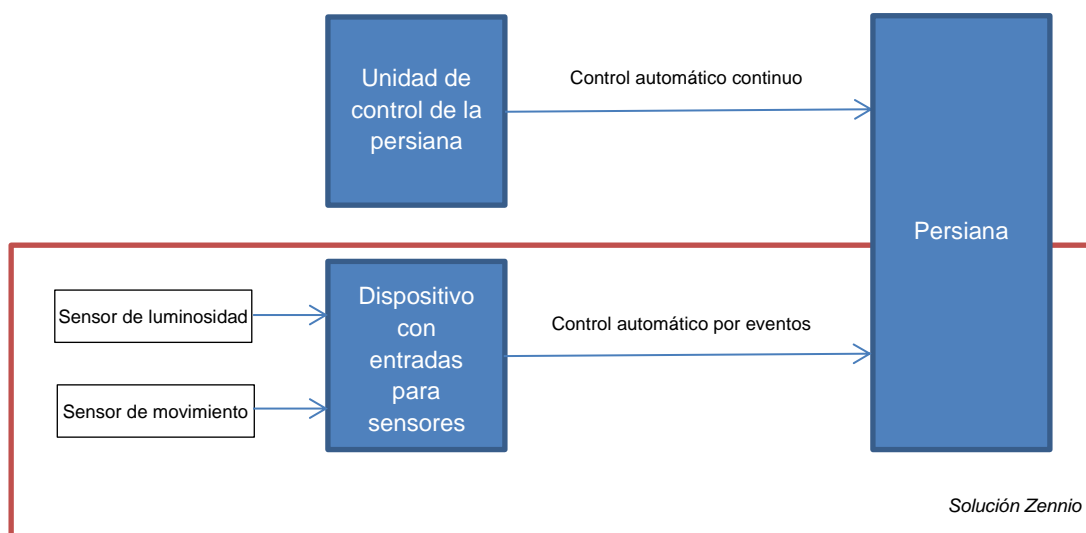 Unidad de
control de la
persiana
Control automático continuo
Persiana
Sensor de luminosidad
Sensor de movimiento
Dispositivo
con
entradas
para
sensores
Control automático por eventos
Solución Zennio